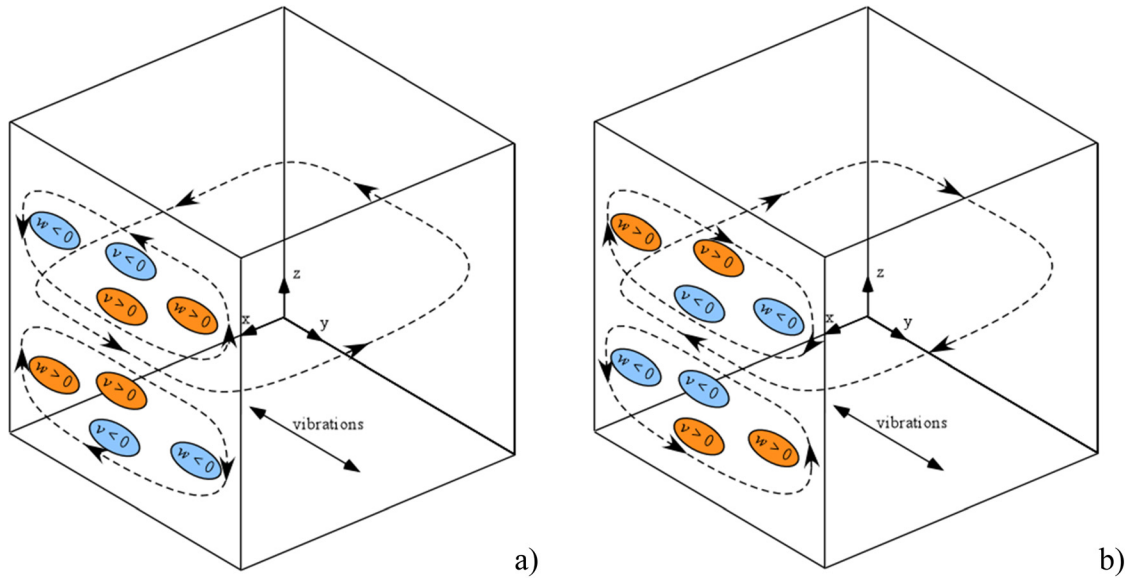 w < 0
v < 0
v > 0
w > 0
z
x
y
w > 0
v > 0
v < 0
w < 0
vibrations
a)
w > 0
v > 0
v < 0
w < 0
z
x
y
w < 0
v < 0
v > 0
w > 0
vibrations
b)